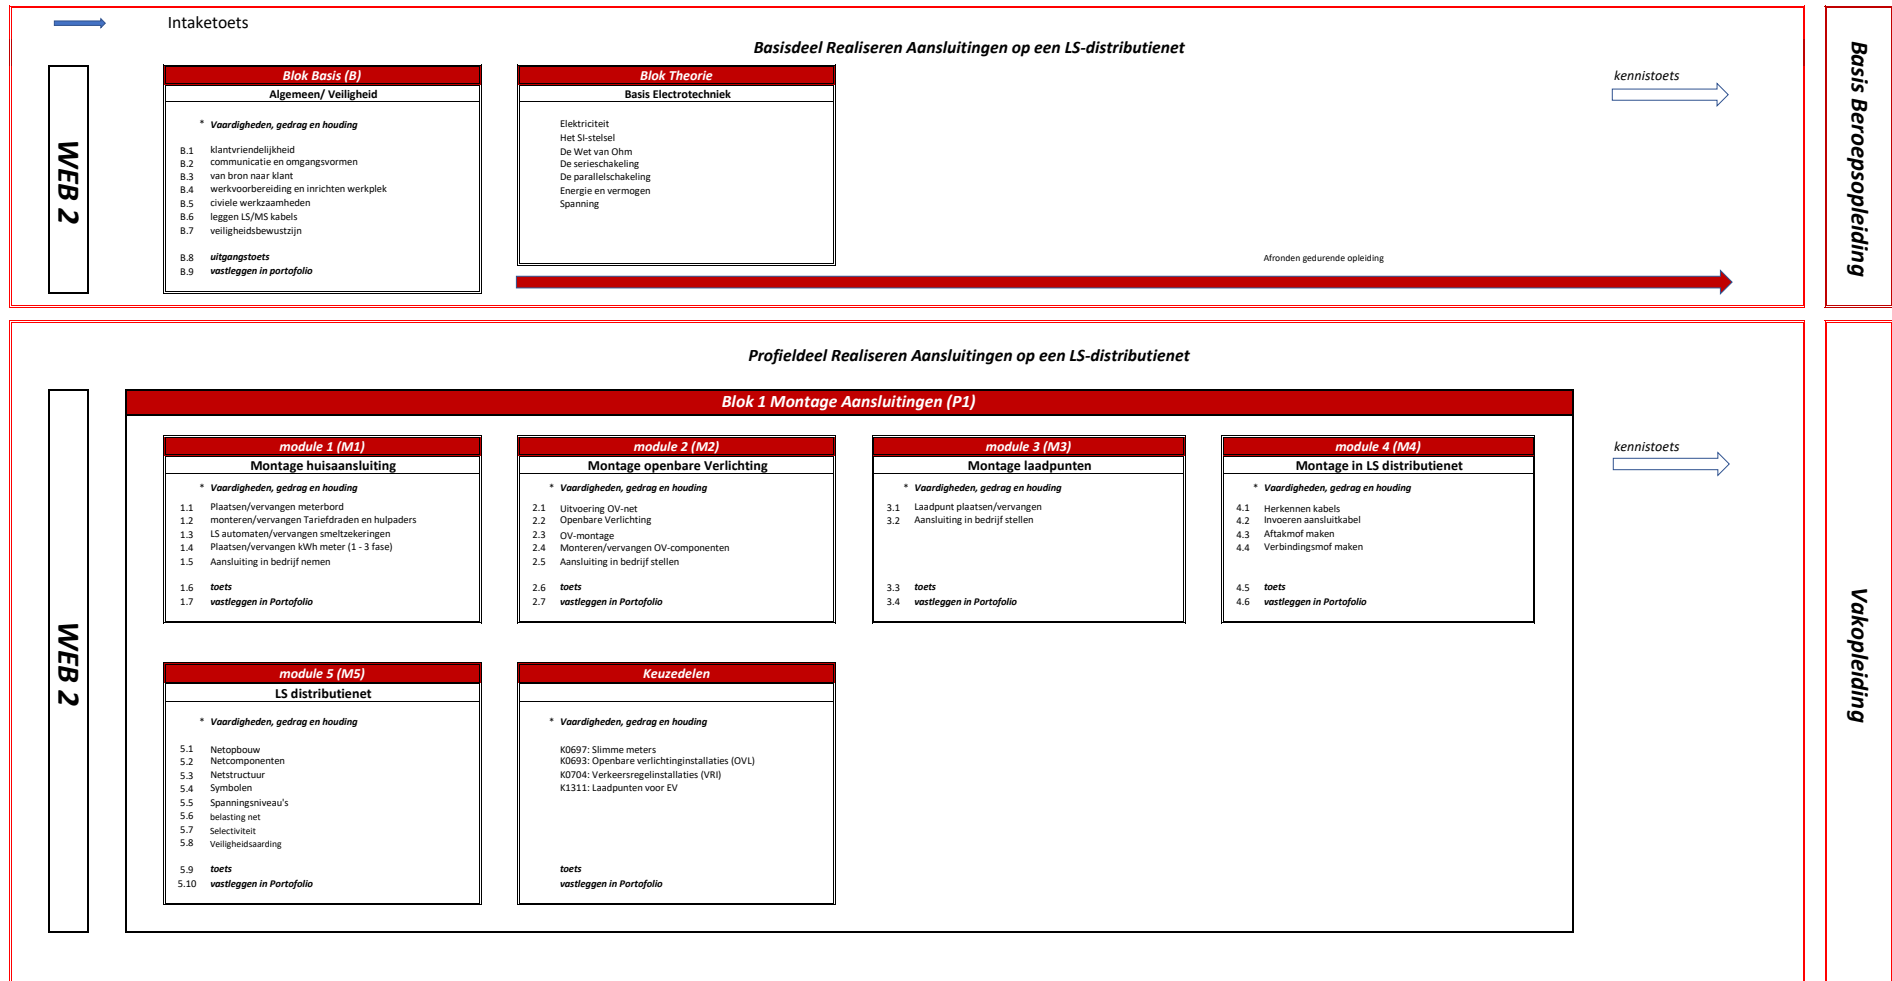 Intaketoets
Basisdeel Realiseren Aansluitingen op een LS-distributienet
WEB 2
Blok Basis (B)
Algemeen/ Veiligheid
* Vaardigheden, gedrag en houding
B.1 klantvriendelijkheid
B.2 communicatie en omgangsvormen
B.3 van bron naar klant
B.4 werkvoorbereiding en inrichten werkplek
B.5 civiele werkzaamheden
B.6 leggen LS/MS kabels
B.7 veiligheidsbewustzijn
B.8 uitgangstoets
B.9 vastleggen in portofolio
Blok Theorie
Basis Electrotechniek
Elektriciteit
Het SI-stelsel
De Wet van Ohm
De serieschakeling
De parallelschakeling
Energie en vermogen
Spanning
kennistoets
Afronden gedurende opleiding
Basis Beroepsopleiding
Profieldeel Realiseren Aansluitingen op een LS-distributienet
WEB 2
Blok 1 Montage Aansluitingen (P1)
module 1 (M1)
Montage huisaansluiting
* Vaardigheden, gedrag en houding
1.1 Plaatsen/vervangen meterbord
1.2 monteren/vervangen Tariefdraden en hulpaders
1.3 LS automaten/vervangen smeltzekeringen
1.4 Plaatsen/vervangen kWh meter (1 - 3 fase)
1.5 Aansluiting in bedrijf nemen
1.6 toets
1.7 vastleggen in Portofolio
module 2 (M2)
Montage openbare Verlichting
* Vaardigheden, gedrag en houding
2.1 Uitvoering OV-net
2.2 Openbare Verlichting
2.3 OV-montage
2.4 Monteren/vervangen OV-componenten
2.5 Aansluiting in bedrijf stellen
2.6 toets
2.7 vastleggen in Portofolio
module 3 (M3)
Montage laadpunten
* Vaardigheden, gedrag en houding
3.1 Laadpunt plaatsen/vervangen
3.2 Aansluiting in bedrijf stellen
3.3 toets
3.4 vastleggen in Portofolio
module 4 (M4)
Montage in LS distributienet
* Vaardigheden, gedrag en houding
4.1 Herkennen kabels
4.2 Invoeren aansluitkabel
4.3 Aftakmof maken
4.4 Verbindingsmof maken
4.5 toets
4.6 vastleggen in Portofolio
kennistoets
module 5 (M5)
LS distributienet
* Vaardigheden, gedrag en houding
5.1 Netopbouw
5.2 Netcomponenten
5.3 Netstructuur
5.4 Symbolen
5.5 Spanningsniveau's
5.6 belasting net
5.7 Selectiviteit
5.8 Veiligheidsaarding
5.9 toets
5.10 vastleggen in Portofolio
Keuzedelen
* Vaardigheden, gedrag en houding
K0697: Slimme meters
K0693: Openbare verlichtinginstallaties (OVL)
K0704: Verkeersregelinstallaties (VRI)
K1311: Laadpunten voor EV
toets
vastleggen in Portofolio
Vakopleiding